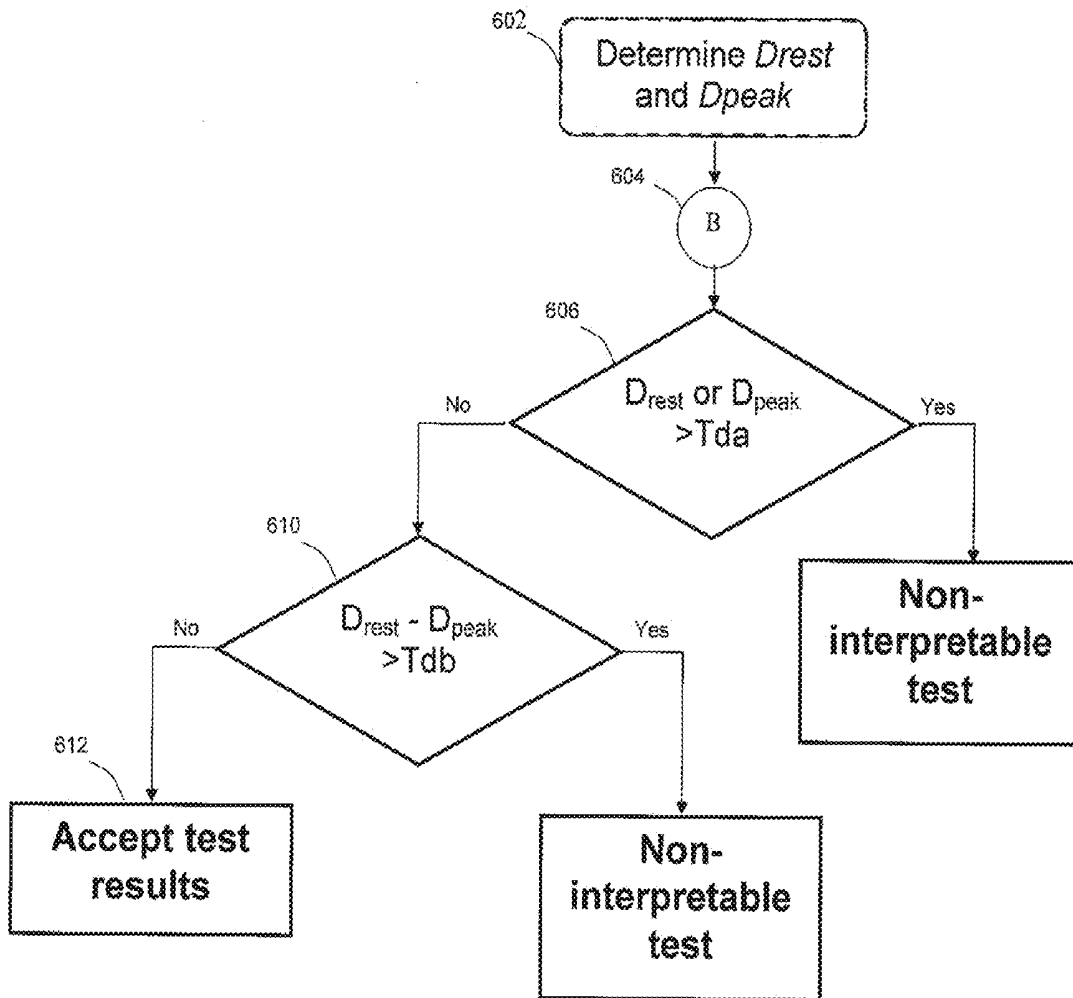 602
Determine Drest
and Dpeak
604
B
606
Drest or Dpeak
>Tda
No
Yes
610
Drest - Dpeak
>Tdb
No
Yes
Non-
interpretable
test
612
Accept test
results
Non-
interpretable
test